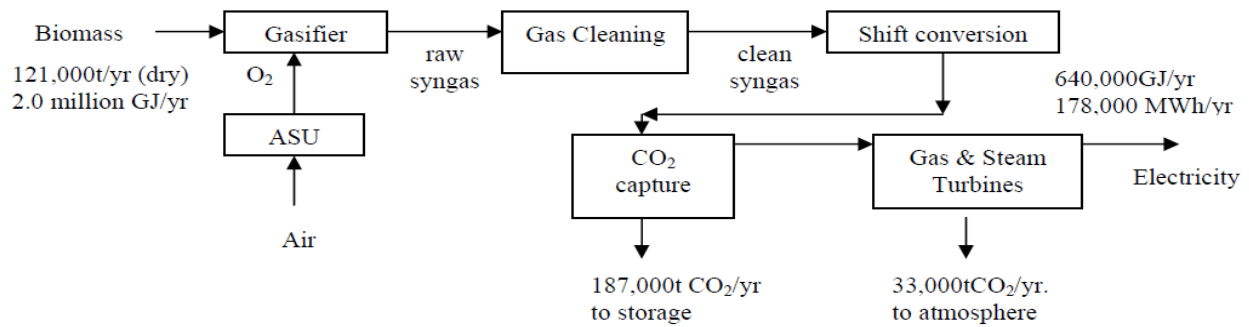 Biomass
121,000t/yr (dry)
2.0 million GJ/yr
Gasifier
O₂
ASU
Air
raw
syngas
Gas Cleaning
clean
syngas
Shift conversion
640,000GJ/yr
178,000 MWh/yr
CO₂
capture
Gas & Steam
Turbines
Electricity
187,000t CO₂/yr
to storage
33,000tCO₂/yr.
to atmosphere